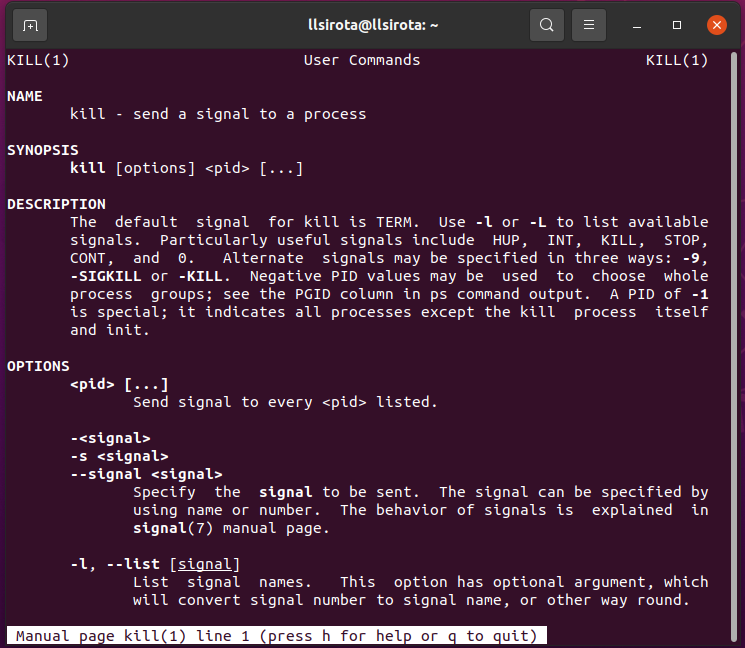 llsirota@llsirota: ~
KILL(1) User Commands KILL(1)
NAME
kill - send a signal to a process
SYNOPSIS
kill [options] <pid> [...]
DESCRIPTION
The default signal for kill is TERM. Use -l or -L to list available
signals. Particularly useful signals include HUP, INT, KILL, STOP,
CONT, and 0. Alternate signals may be specified in three ways: -9,
-SIGKILL or -KILL. Negative PID values may be used to choose whole
process groups; see the PGID column in ps command output. A PID of -1
is special; it indicates all processes except the kill process itself
and init.
OPTIONS
<pid> [...]
Send signal to every <pid> listed.
-<signal>
-s <signal>
--signal <signal>
Specify the signal to be sent. The signal can be specified by
using name or number. The behavior of signals is explained in
signal(7) manual page.
-l, --list [signal]
List signal names. This option has optional argument, which
will convert signal number to signal name, or other way round.
Manual page kill(1) line 1 (press h for help or q to quit)